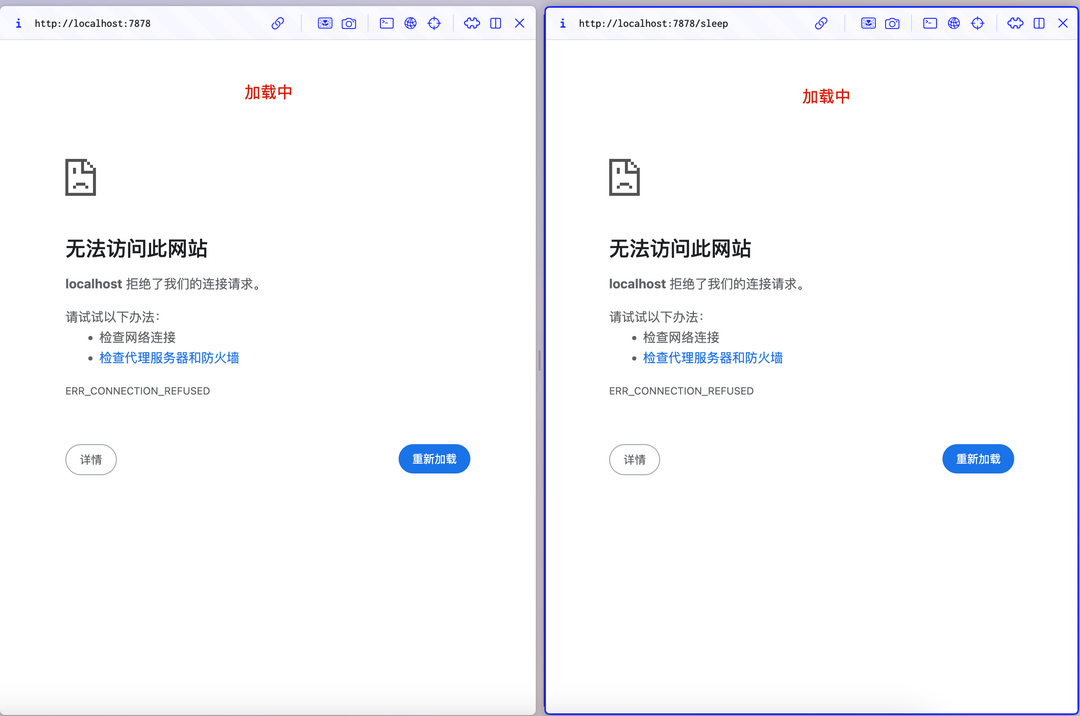 http://localhost:7878
加载中
无法访问此网站
localhost 拒绝了我们的连接请求。
请试试以下办法：
检查网络连接
检查代理服务器和防火墙
ERR_CONNECTION_REFUSED
详情
重新加载
http://localhost:7878/sleep
加载中
无法访问此网站
localhost 拒绝了我们的连接请求。
请试试以下办法：
检查网络连接
检查代理服务器和防火墙
ERR_CONNECTION_REFUSED
详情
重新加载